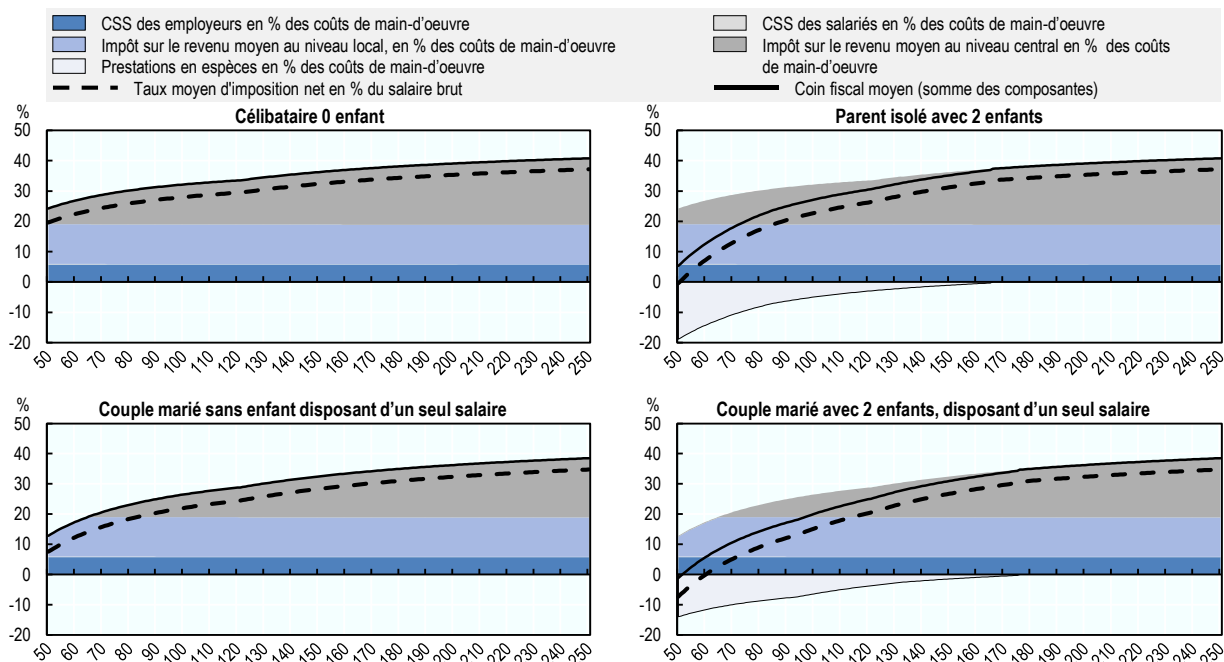 CSS des employeurs en % des coûts de main-d'oeuvre
CSS des salariés en % des coûts de main-d'oeuvre
Impôt sur le revenu moyen au niveau local, en % des coûts de main-d'oeuvre
Impôt sur le revenu moyen au niveau central en % des coûts
de main-d'oeuvre
Prestations en espèces en % des coûts de main-d'oeuvre
Taux moyen d'imposition net en % du salaire brut
Coin fiscal moyen (somme des composantes)
%
Célibataire 0 enfant
50
40
30
20
10
0
-10
-20
50 60 70 80 90 100 110 120 130 140 150 160 170 180 190 200 210 220 230 240 250
%
Parent isolé avec 2 enfants
50
40
30
20
10
0
-10
-20
50 60 70 80 90 100 110 120 130 140 150 160 170 180 190 200 210 220 230 240 250
%
Couple marié sans enfant disposant d'un seul salaire
50
40
30
20
10
0
-10
-20
50 60 70 80 90 100 110 120 130 140 150 160 170 180 190 200 210 220 230 240 250
%
Couple marié avec 2 enfants, disposant d'un seul salaire
50
40
30
20
10
0
-10
-20
50 60 70 80 90 100 110 120 130 140 150 160 170 180 190 200 210 220 230 240 250